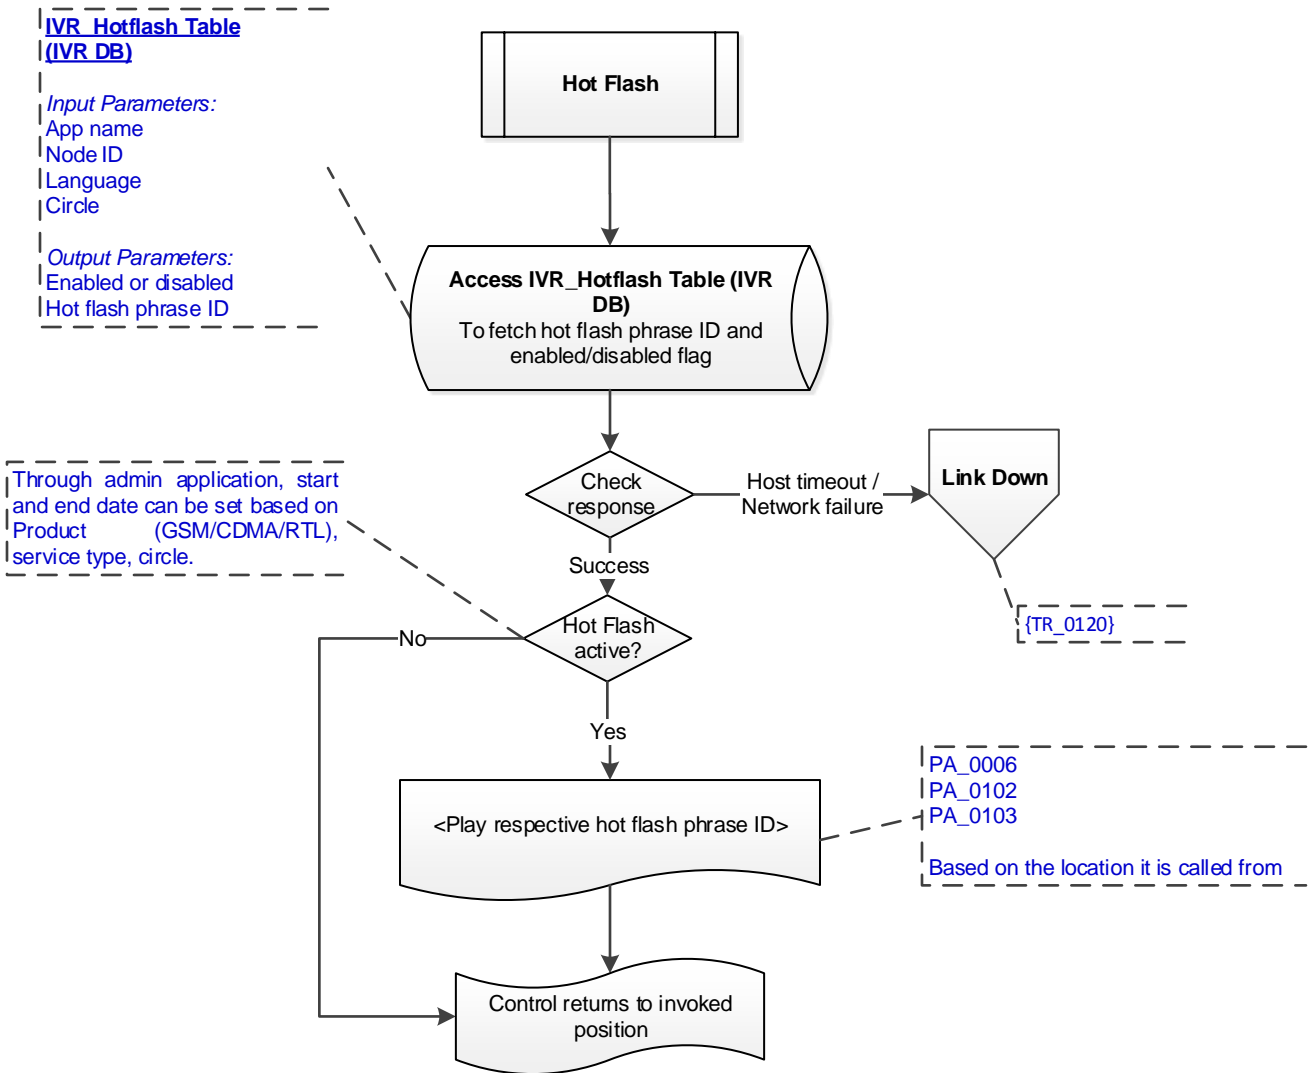 IVR_Hotflash Table
(IVR DB)
Input Parameters:
App name
Node ID
Language
Circle
Output Parameters:
Enabled or disabled
Hot flash phrase ID
Hot Flash
Access IVR_Hotflash Table (IVR
DB)
To fetch hot flash phrase ID and
enabled/disabled flag
Check
response
Host timeout /
Network failure
Link Down
{TR_0120}
Success
Through admin application, start
and end date can be set based on
Product (GSM/CDMA/RTL),
service type, circle.
Hot Flash
active?
No
Yes
<Play respective hot flash phrase ID>
PA_0006
PA_0102
PA_0103
Based on the location it is called from
Control returns to invoked
position